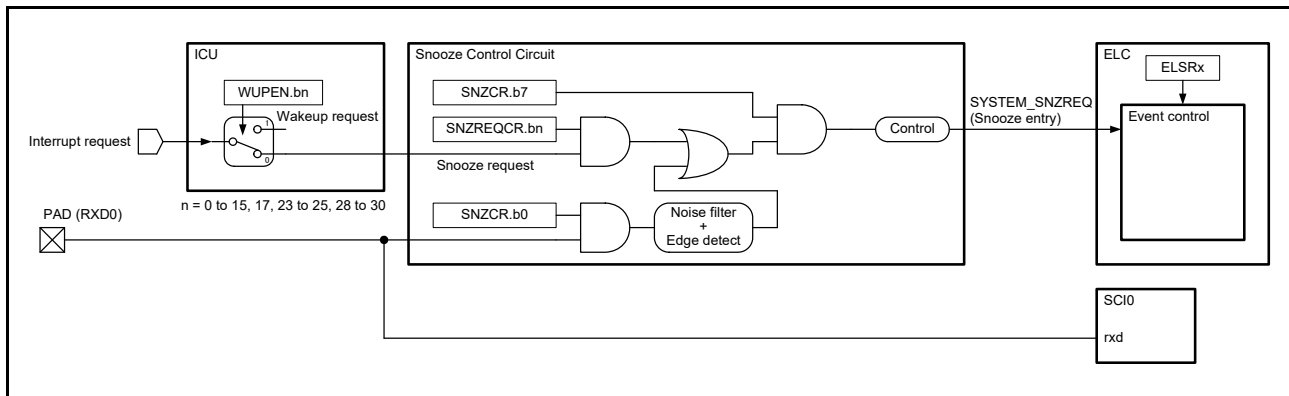 ICU
WUPEN.bn
1
Wakeup request
0
Interrupt request
n = 0 to 15, 17, 23 to 25, 28 to 30
PAD (RXD0)
Snooze Control Circuit
SNZCR.b7
SNZREQCR.bn
Snooze request
SNZCR.b0
Noise filter
+
Edge detect
Control
SYSTEM_SNZREQ
(Snooze entry)
ELC
ELSRx
Event control
SCI0
rxd